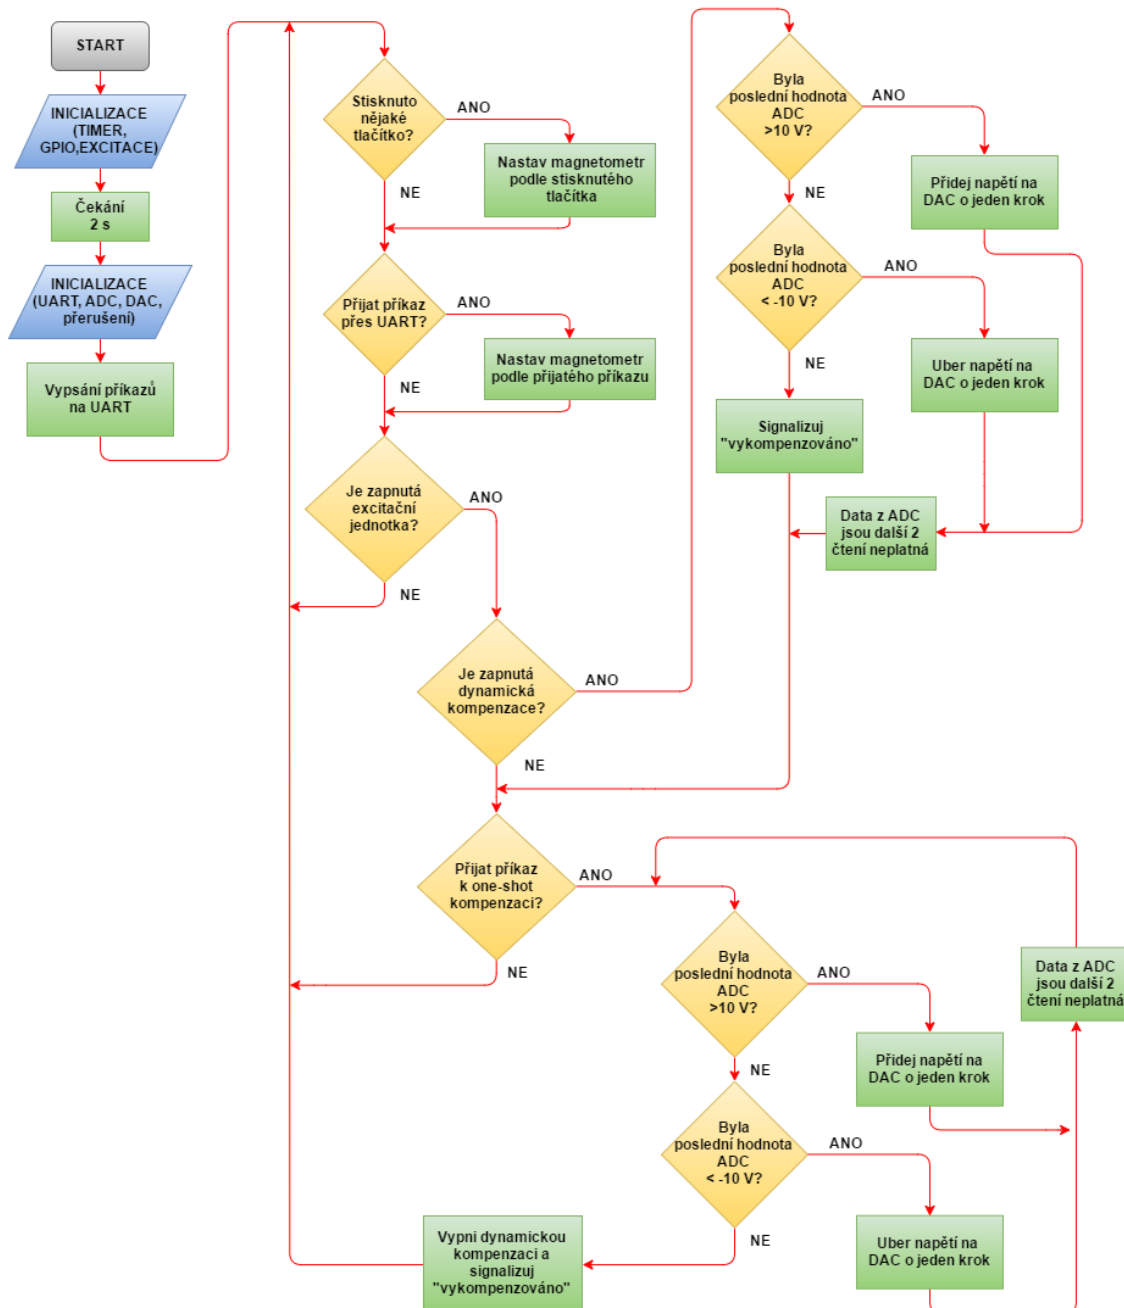 START
INICIALIZACE
(TIMER,
GPIO,EXCITACE)
Čekání
2 s
INICIALIZACE
(UART, ADC, DAC,
přerušení)
Vypsání příkazů
na UART
Stisknuto
nějaké
tlačítko?
ANO
NE
Nastav magnetometr
podle stisknutého
tlačítka
Přijat příkaz
přes UART?
ANO
NE
Nastav magnetometr
podle přijatého příkazu
Je zapnutá
excitační
jednotka?
ANO
NE
Je zapnutá
dynamická
kompenzace?
ANO
NE
Byla
poslední hodnota
ADC
>10 V?
ANO
NE
Přidej napětí na
DAC o jeden krok
Byla
poslední hodnota
ADC
< -10 V?
ANO
NE
Uber napětí na
DAC o jeden krok
Signalizuj
"vykompenzováno"
Data z ADC
jsou další 2
čtení neplatná
Přijat příkaz
k one-shot
kompenzaci?
ANO
NE
Byla
poslední hodnota
ADC
>10 V?
ANO
NE
Přidej napětí na
DAC o jeden krok
Data z ADC
jsou další 2
čtení neplatná
Byla
poslední hodnota
ADC
< -10 V?
ANO
NE
Uber napětí na
DAC o jeden krok
Vypni dynamickou
kompenzaci a
signalizuj
"vykompenzováno"